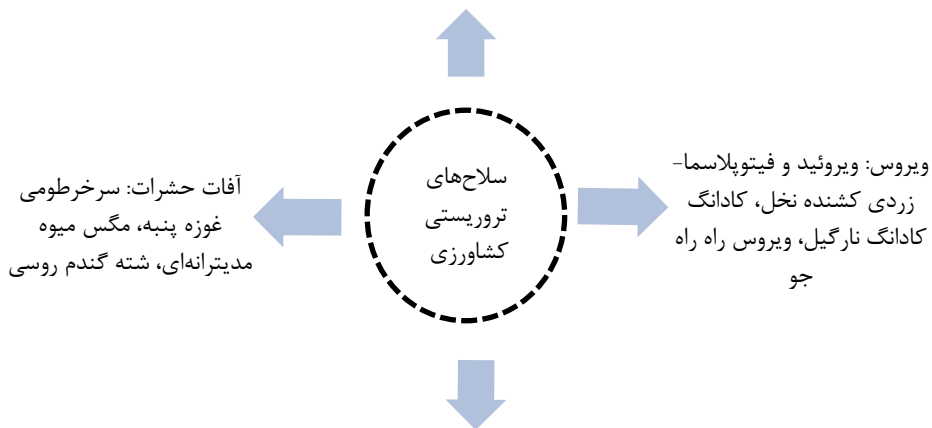 سلاح‌های
تروریستی
کشاورزی
ویروس: ویروئید و فیتوپلاسما-
زردی کشنده نخل، کادانگ
کادانگ نارگیل، ویروس راه راه
جو
آفات حشرات: سرخرطومی
غوزه پنبه، مگس میوه
مدیترانه‌ای، شته گندم روسی